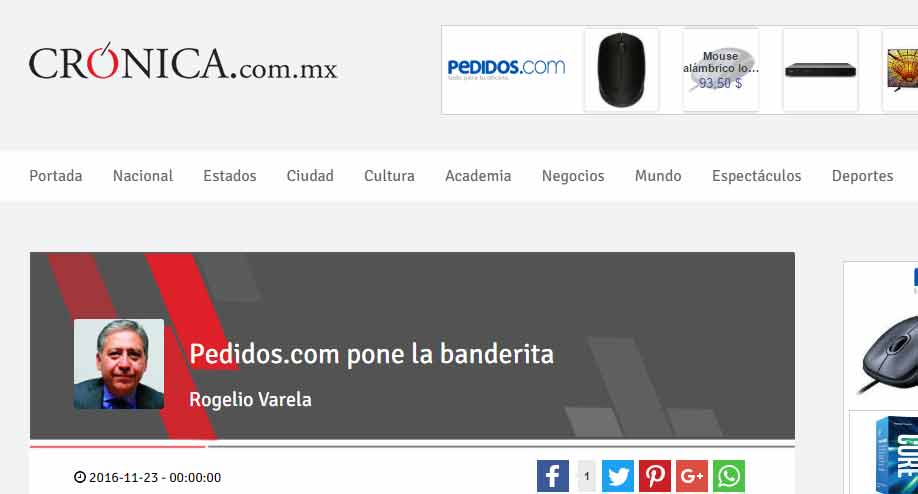 CRÓNICA.com.mx
PEDIDOS.com
todo para tu oficina.
Mouse
alámbrico lo...
93,50 $
Portada Nacional Estados Ciudad Cultura Academia Negocios Mundo Espectáculos Deportes
Pedidos.com pone la banderita
Rogelio Varela
2016-11-23 - 00:00:00
1
G+
CORE